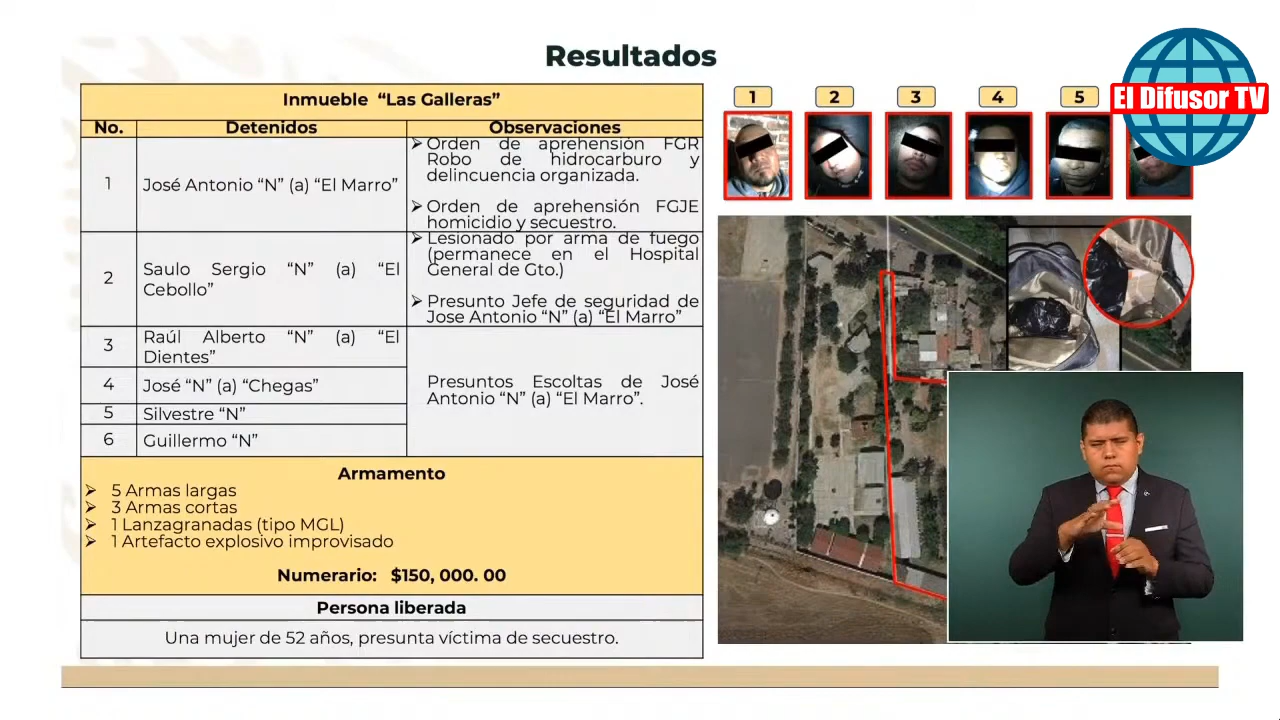 Resultados
El Difusor TV
Inmueble “Las Galleras”
No.
Detenidos
Observaciones
1
José Antonio “N” (a) “El Marro”
➢ Orden de aprehensión FGR
Robo de hidrocarburo y
delincuencia organizada.
➢ Orden de aprehensión FGJE
homicidio y secuestro.
2
Saulo Sergio “N” (a) “El
Cebollo”
➢ Lesionado por arma de fuego
(permanece en el Hospital
General de Gto.)
➢ Presunto Jefe de seguridad de
Jose Antonio “N” (a) “El Marro”
3
Raúl Alberto “N” (a) “El
Dientes”
4
José “N” (a) “Chegas”
5
Silvestre “N”
6
Guillermo “N”
Presuntos Escoltas de José
Antonio “N” (a) “El Marro”.
Armamento
➢ 5 Armas largas
➢ 3 Armas cortas
➢ 1 Lanzagranadas (tipo MGL)
➢ 1 Artefacto explosivo improvisado
Numerario: $150, 000. 00
Persona liberada
Una mujer de 52 años, presunta víctima de secuestro.
1
2
3
4
5